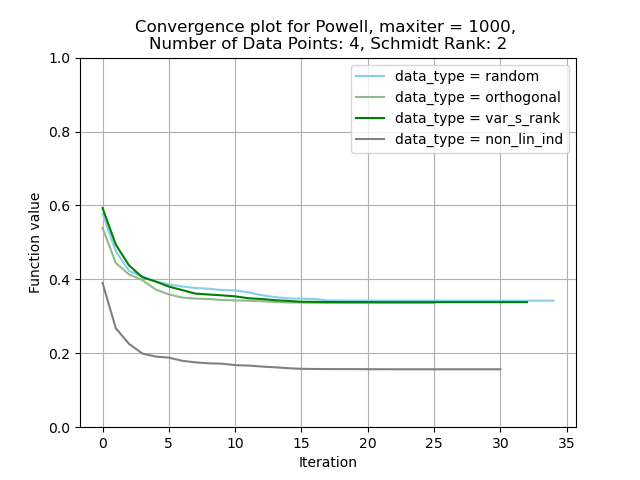 Convergence plot for Powell, maxiter = 1000,
Number of Data Points: 4, Schmidt Rank: 2
1.0
0.8
0.6
0.4
0.2
0.0
Function value
data_type = random
data_type = orthogonal
data_type = var_s_rank
data_type = non_lin_ind
0 5 10 15 20 25 30 35
Iteration